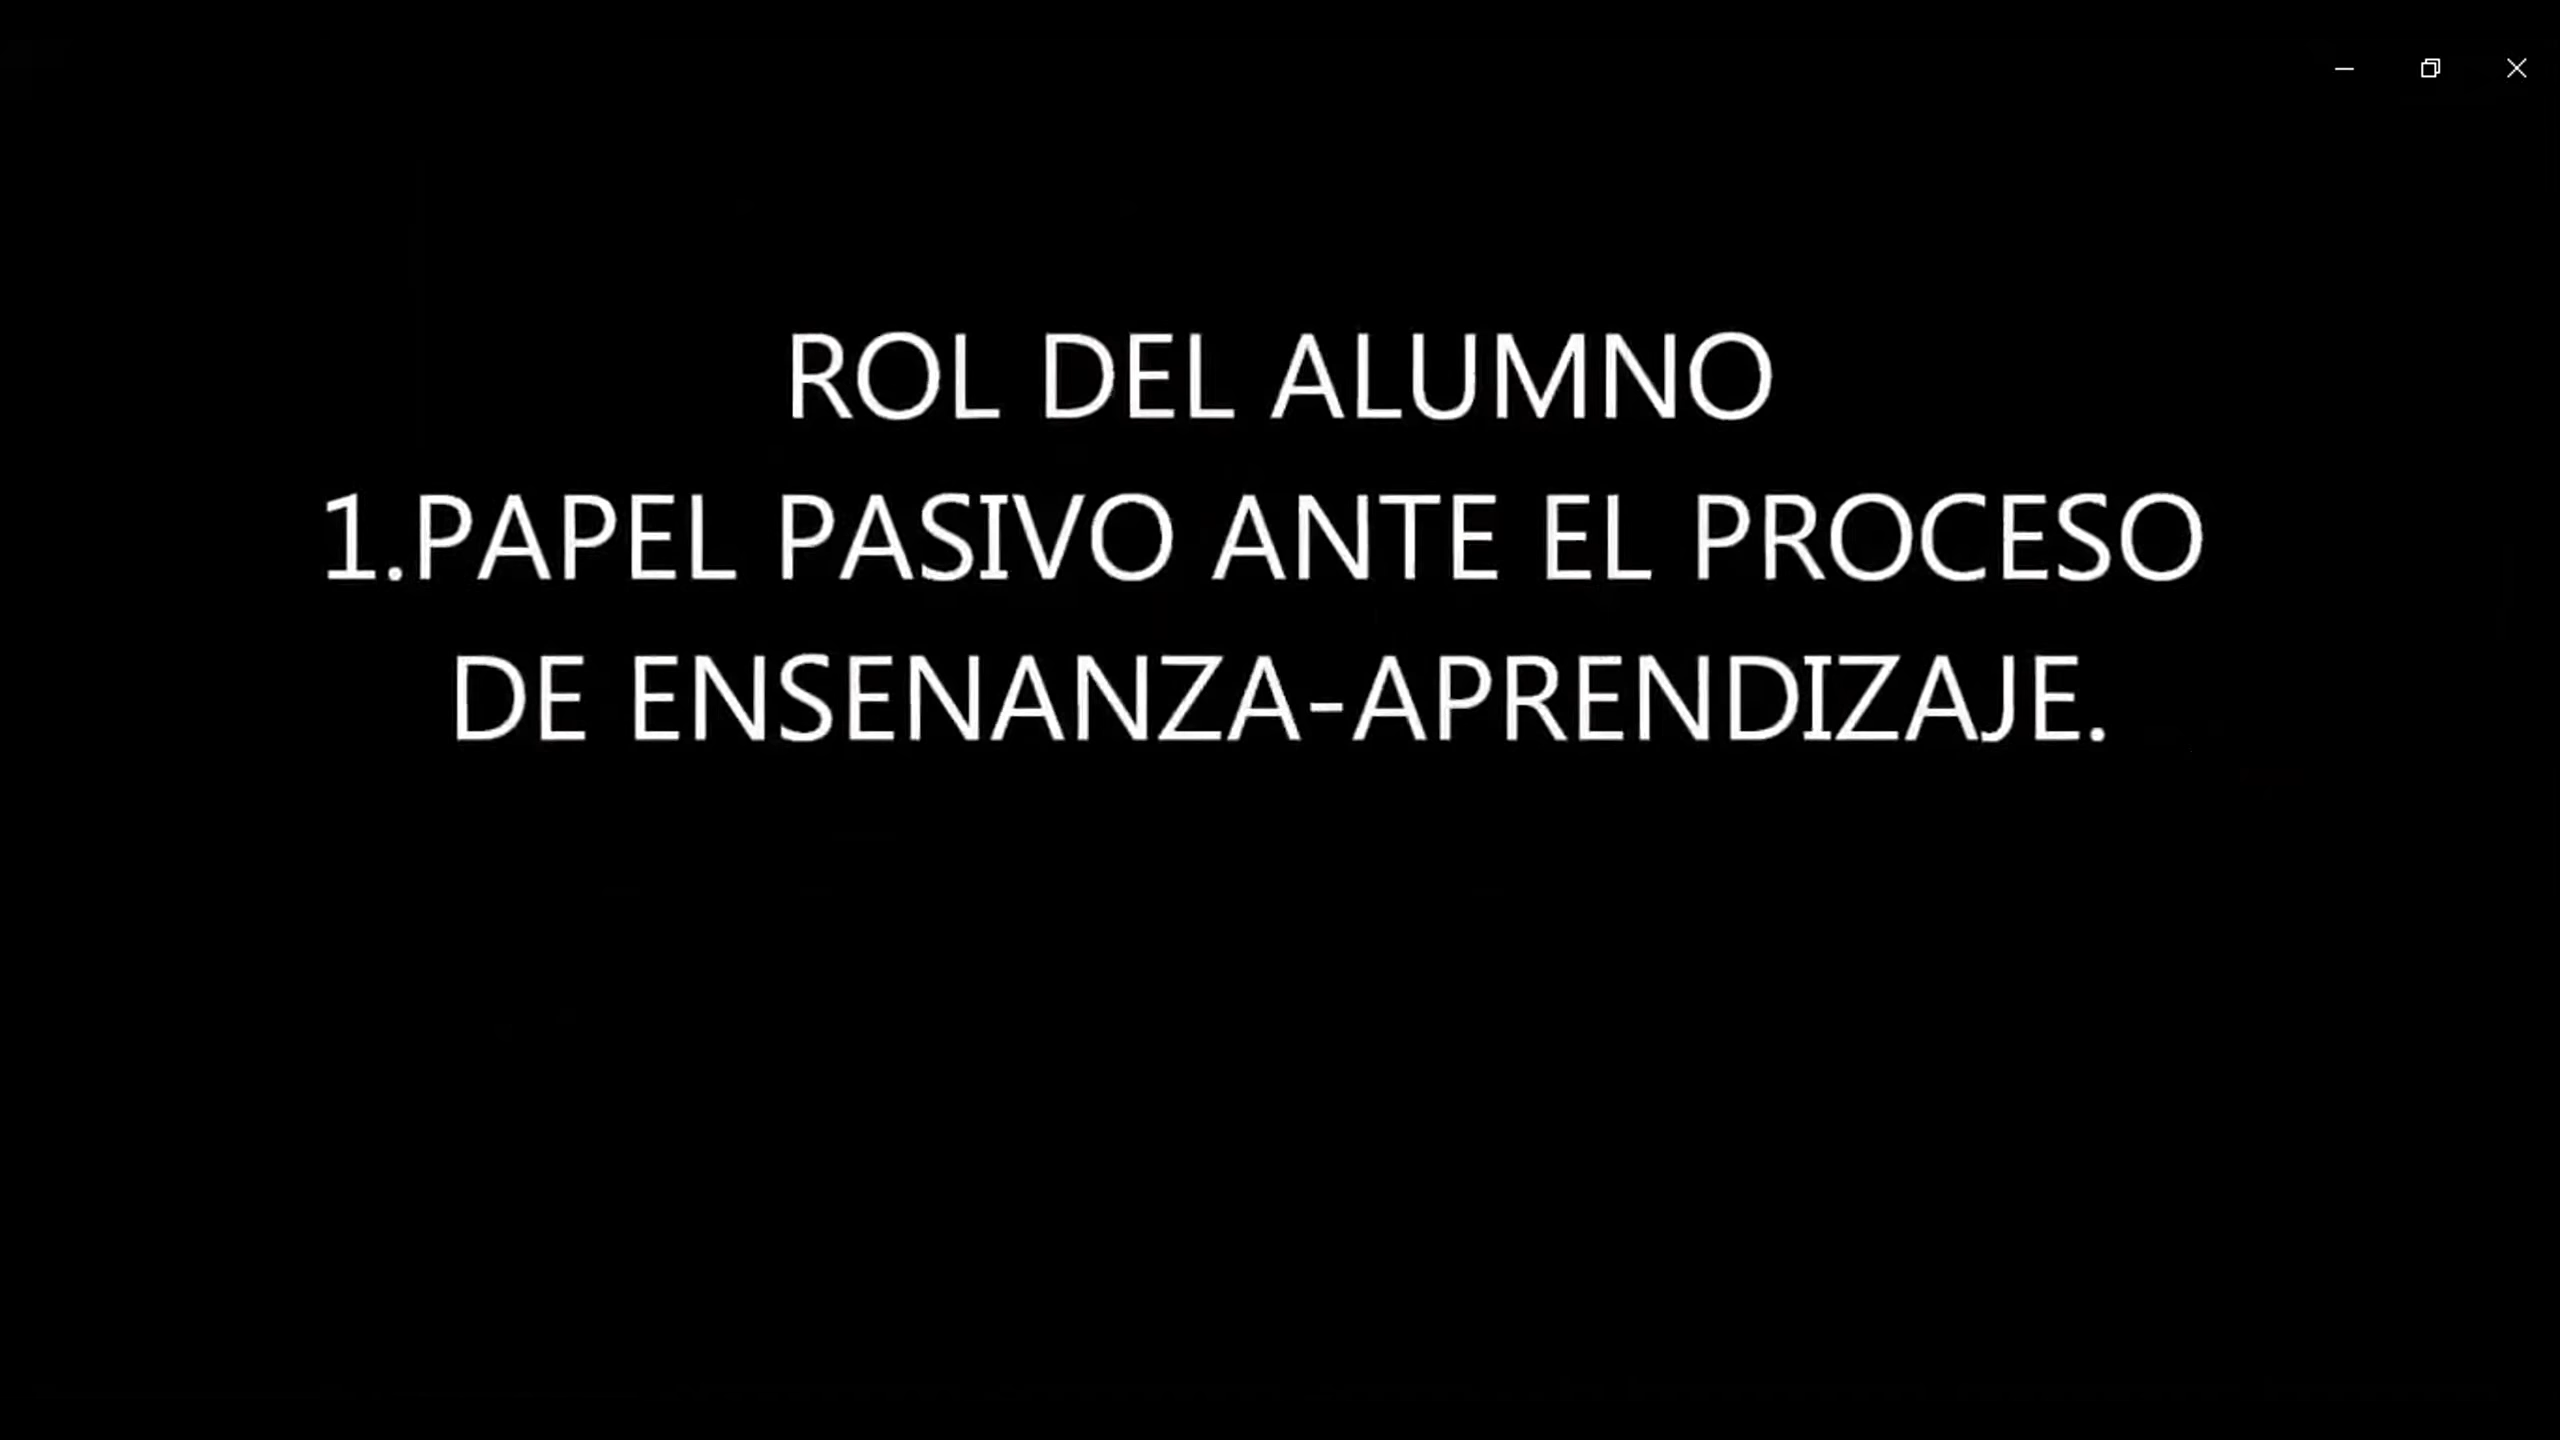 ROL DEL ALUMNO
1.PAPEL PASIVO ANTE EL PROCESO
DE ENSENANZA-APRENDIZAJE.